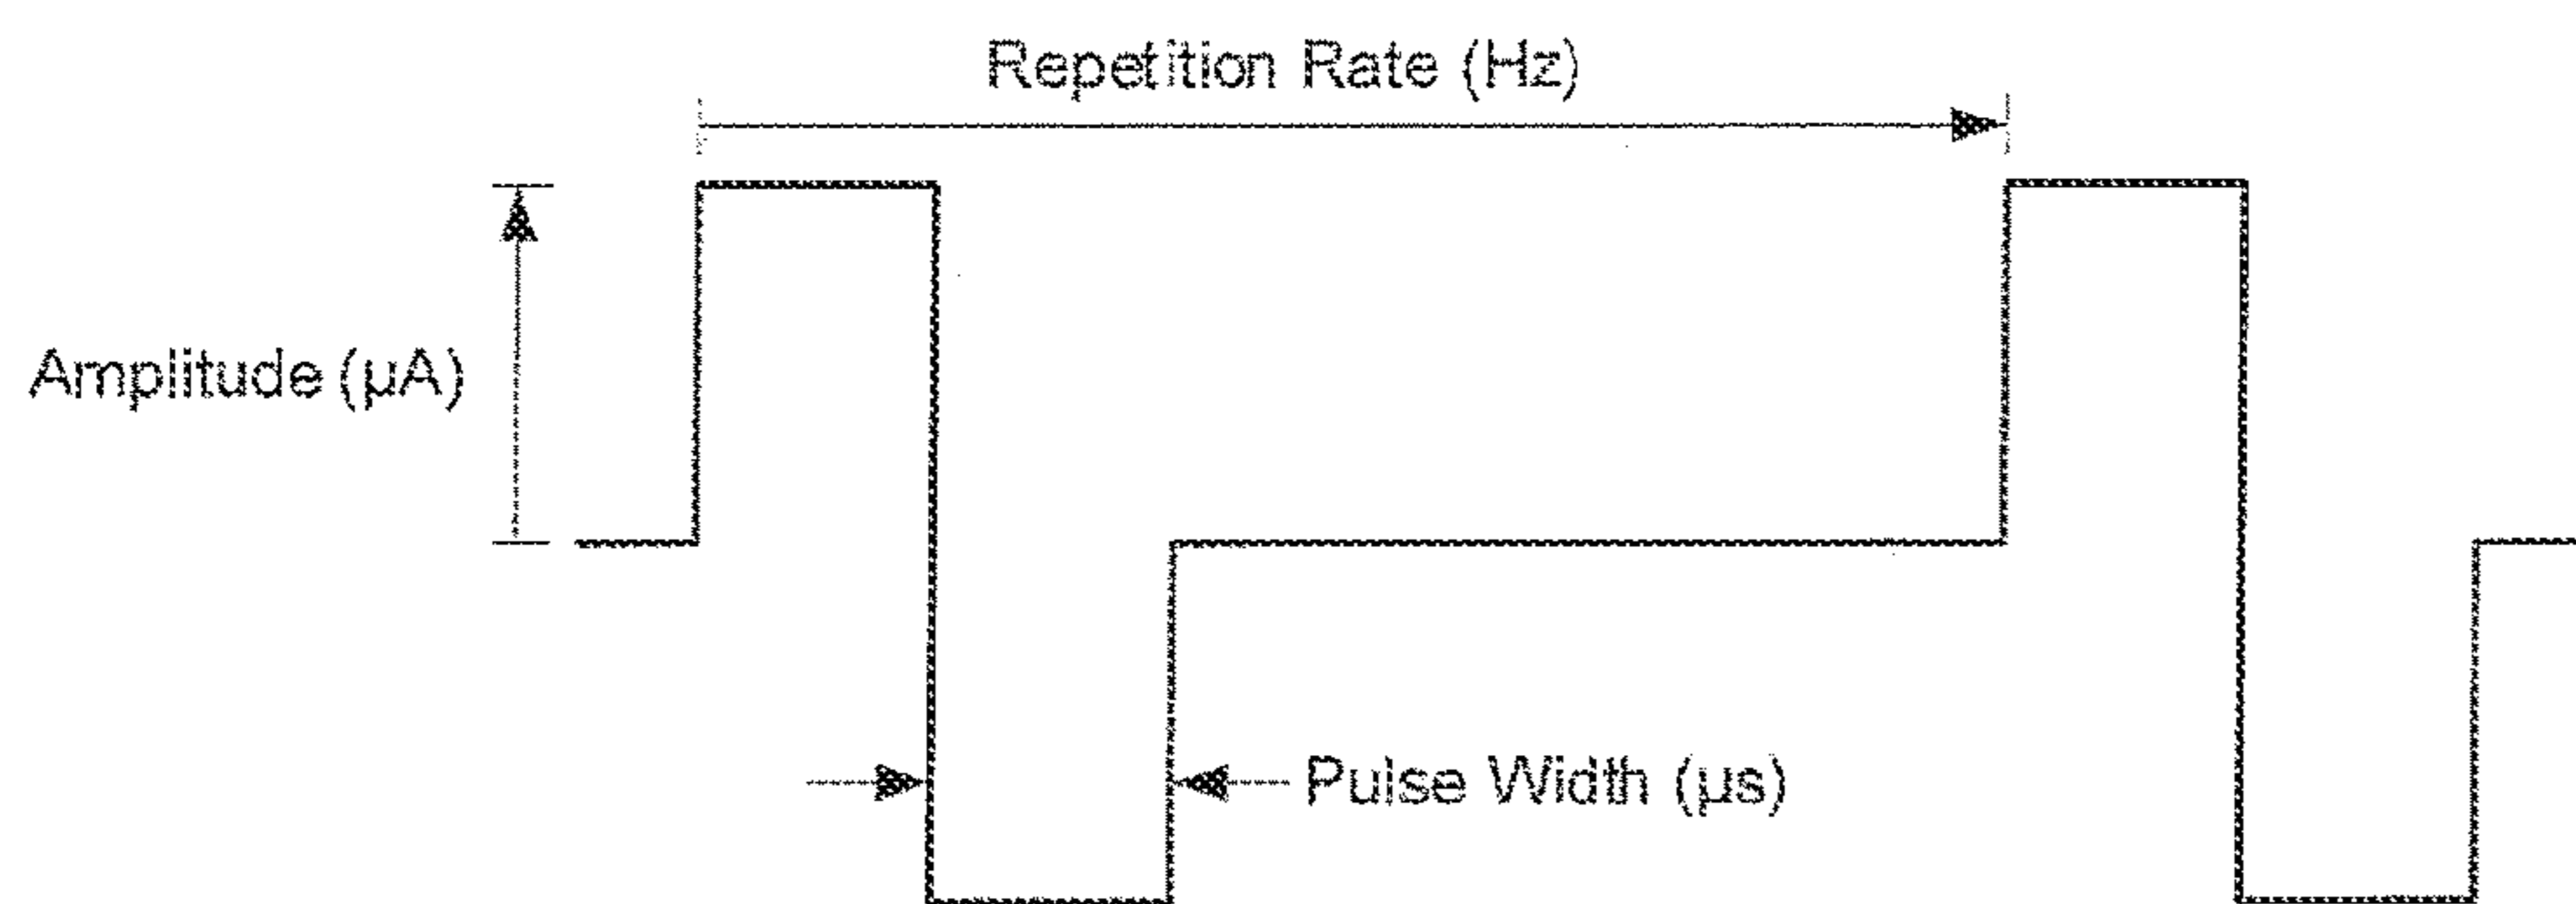 Repetition Rate (Hz)
Amplitude (µA)
Pulse Width (µs)